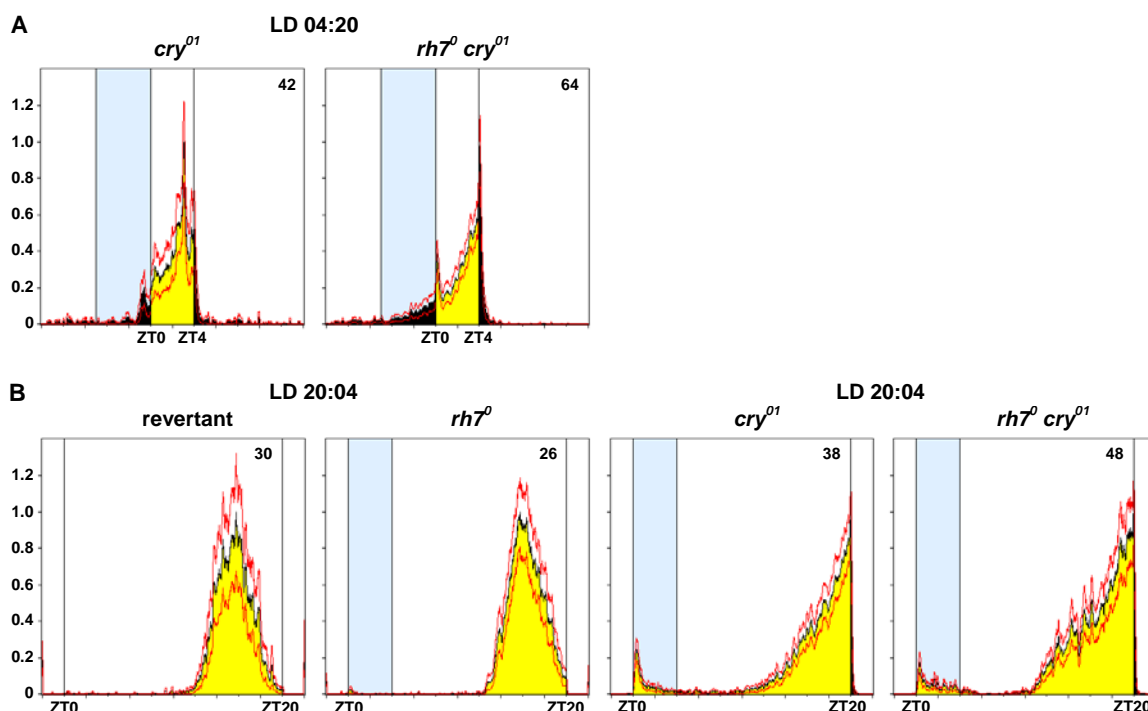 A
LD 04:20
cry⁰¹
rh7⁰ cry⁰¹
42
64
1.2
1.0
0.8
0.6
0.4
0.2
0
ZT0 ZT4
ZT0 ZT4
B
LD 20:04
LD 20:04
revertant
rh7⁰
cry⁰¹
rh7⁰ cry⁰¹
30
26
38
48
1.2
1.0
0.8
0.6
0.4
0.2
0
ZT0 ZT20
ZT0 ZT20
ZT0 ZT20
ZT0 ZT20